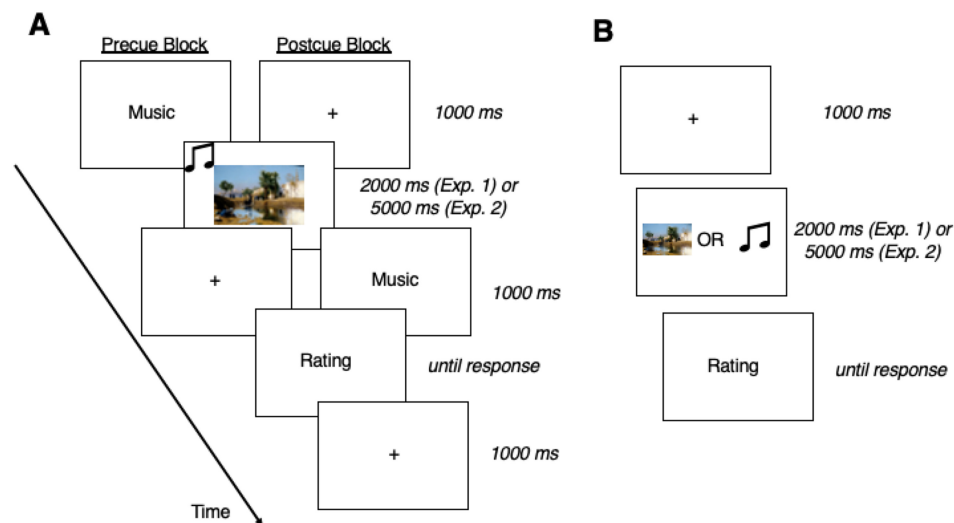 A
Precue Block
Postcue Block
Music
+
1000 ms
2000 ms (Exp. 1) or
5000 ms (Exp. 2)
+
Music
1000 ms
Rating
until response
+
1000 ms
Time
B
+
1000 ms
OR
2000 ms (Exp. 1) or
5000 ms (Exp. 2)
Rating
until response